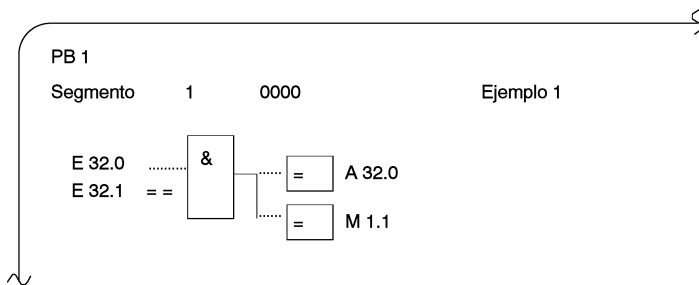 PB 1
Segmento 1 0000 Ejemplo 1
E 32.0 & = A 32.0
E 32.1 = =
= M 1.1